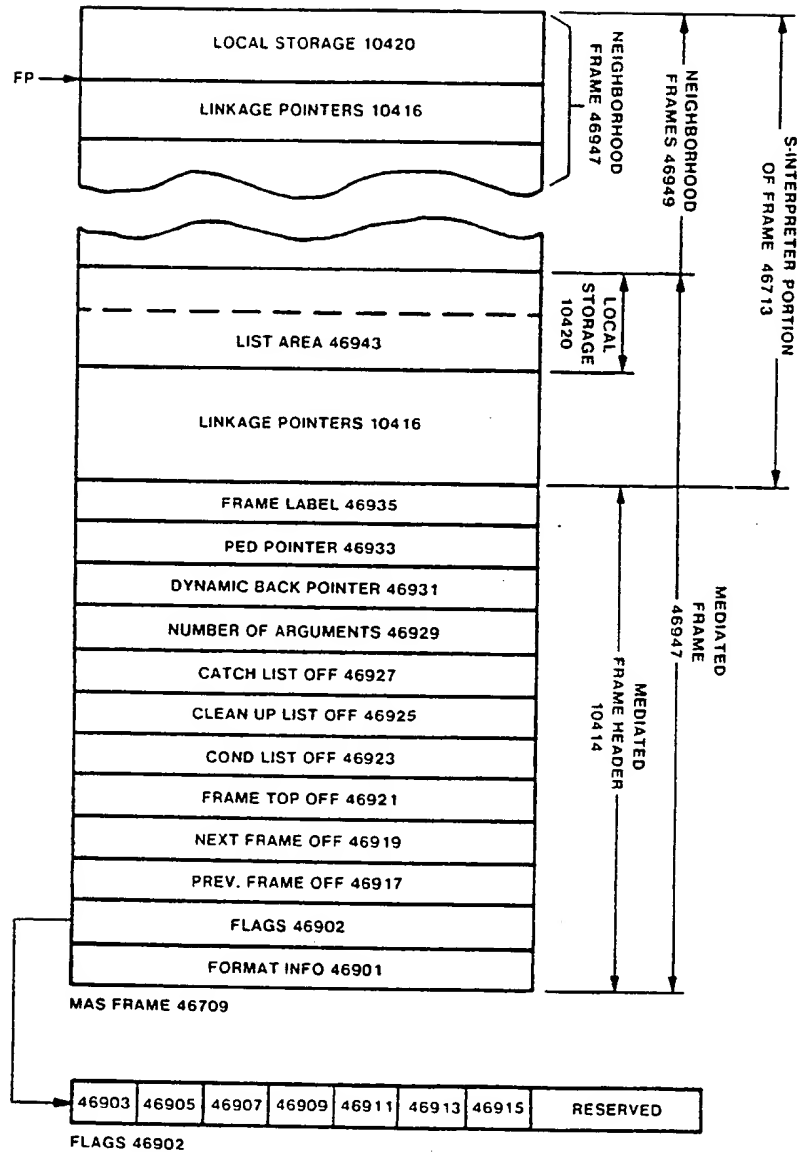 LOCAL STORAGE 10420
FP
LINKAGE POINTERS 10416
NEIGHBORHOOD
FRAME 46947
NEIGHBORHOOD
FRAMES 46949
S-INTERPRETER PORTION
OF FRAME 46713
LIST AREA 46943
LOCAL
STORAGE
10420
LINKAGE POINTERS 10416
FRAME LABEL 46935
PED POINTER 46933
DYNAMIC BACK POINTER 46931
NUMBER OF ARGUMENTS 46929
CATCH LIST OFF 46927
CLEAN UP LIST OFF 46925
COND LIST OFF 46923
FRAME TOP OFF 46921
NEXT FRAME OFF 46919
PREV. FRAME OFF 46917
FLAGS 46902
FORMAT INFO 46901
MEDIATED
FRAME HEADER
10414
MEDIATED
FRAME
46947
MAS FRAME 46709
46903 46905 46907 46909 46911 46913 46915 RESERVED
FLAGS 46902